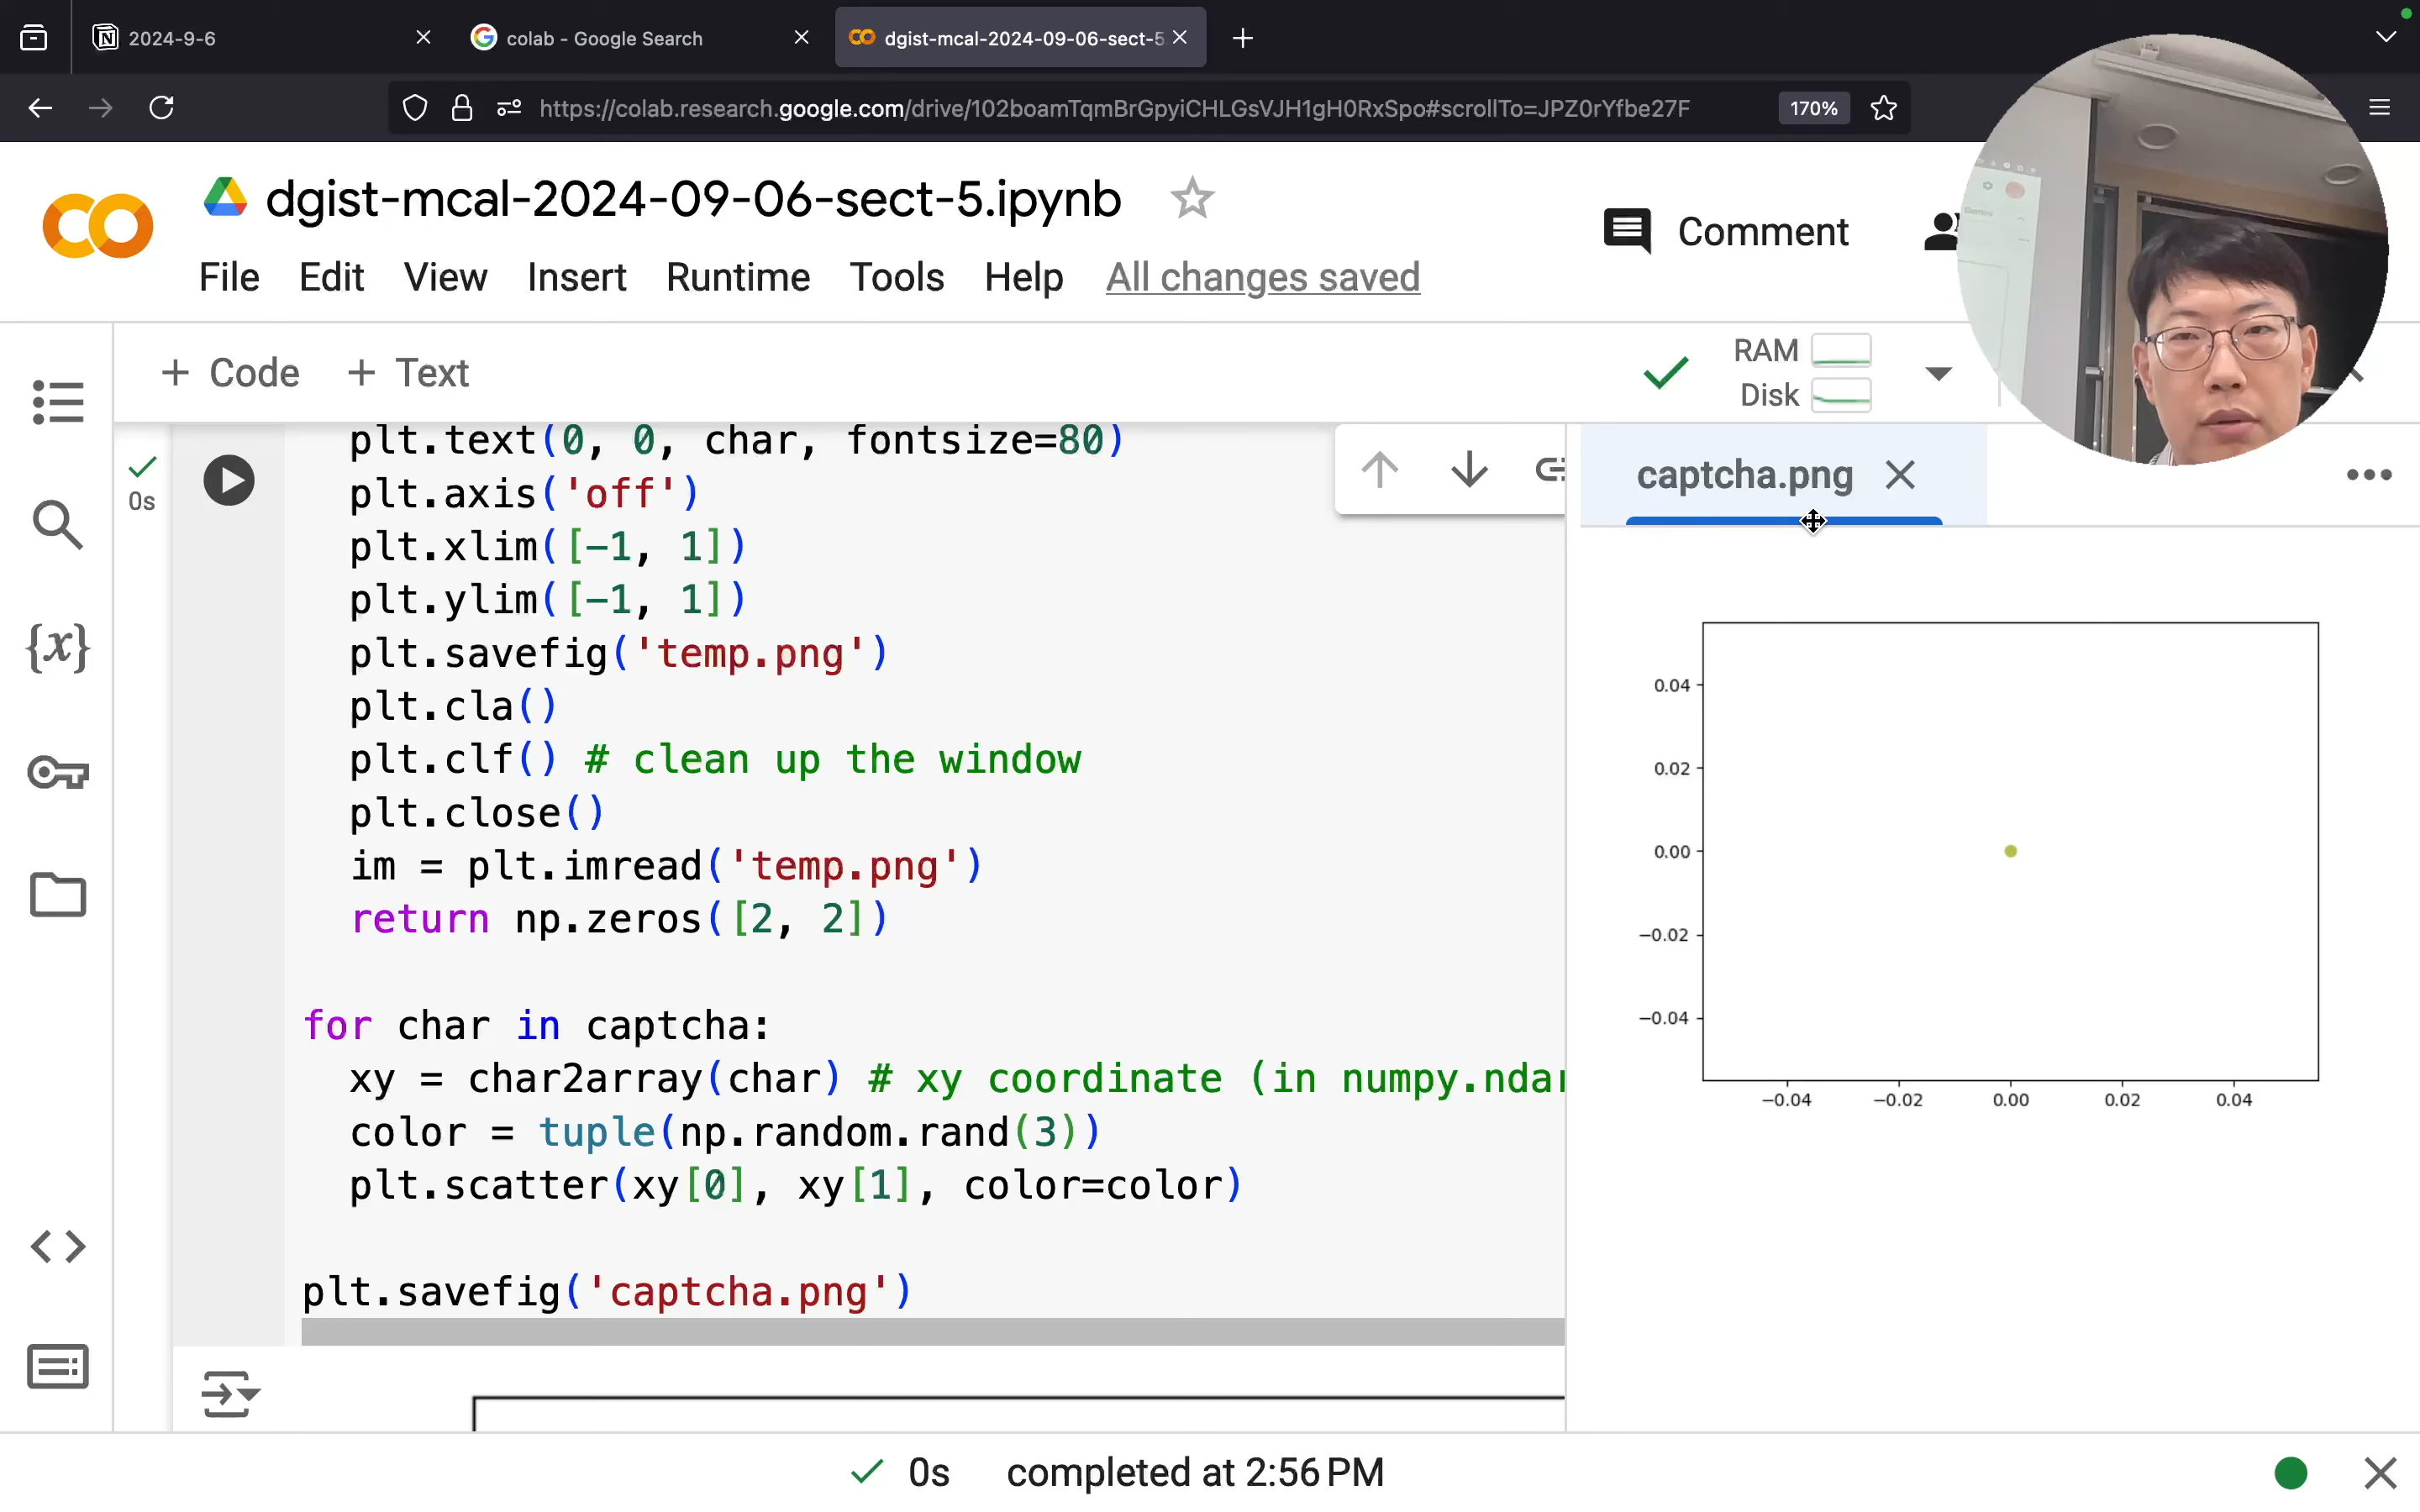 2024-9-6
colab - Google Search
dgist-mcal-2024-09-06-sect-5
https://colab.research.google.com/drive/102boamTqmBrGpyiCHLGsVJH1gH0RxSpo#scrollTo=JPZ0rYfbe27F
170%
dgist-mcal-2024-09-06-sect-5.ipynb
Comment
File Edit View Insert Runtime Tools Help All changes saved
+ Code + Text
RAM
Disk
0s
plt.text(0, 0, char, fontsize=80)
plt.axis('off')
plt.xlim([-1, 1])
plt.ylim([-1, 1])
plt.savefig('temp.png')
plt.cla()
plt.clf() # clean up the window
plt.close()
im = plt.imread('temp.png')
return np.zeros([2, 2])
for char in captcha:
xy = char2array(char) # xy coordinate (in numpy.ndar
color = tuple(np.random.rand(3))
plt.scatter(xy[0], xy[1], color=color)
plt.savefig('captcha.png')
captcha.png
0.04
0.02
0.00
−0.02
−0.04
−0.04 −0.02 0.00 0.02 0.04
{x}
0s completed at 2:56 PM